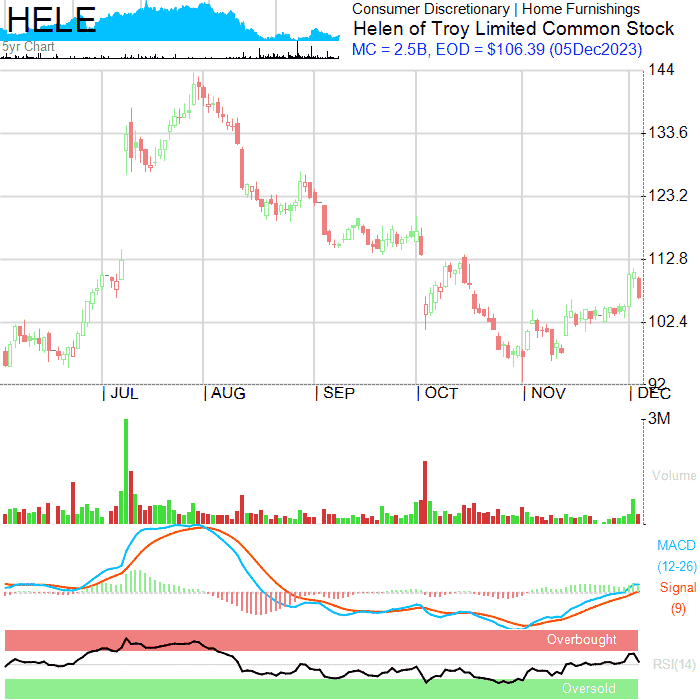 HELE
5yr Chart
Consumer Discretionary | Home Furnishings
Helen of Troy Limited Common Stock
MC = 2.5B, EOD = $106.39 (05Dec2023)
144
133.6
123.2
112.8
102.4
92
JUL AUG SEP OCT NOV DEC
3M
Volume
MACD
(12-26)
Signal
(9)
Overbought
RSI(14)
Oversold